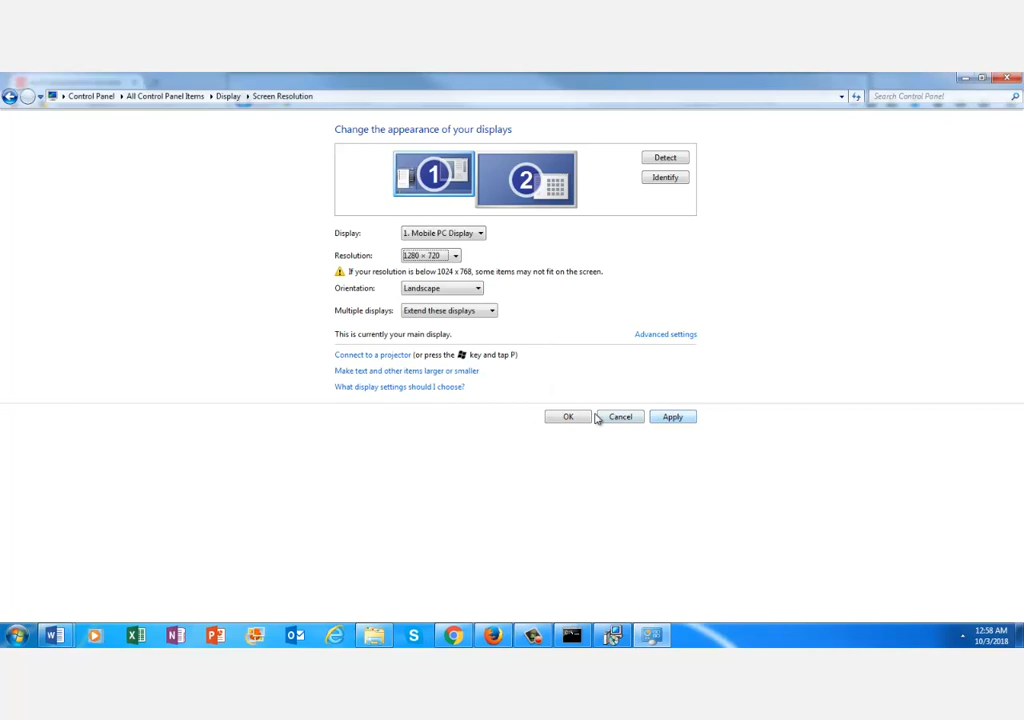 Control Panel All Control Panel Items Display Screen Resolution
Search Control Panel
Change the appearance of your displays
1
2
Detect
Identify
Display: 1. Mobile PC Display
Resolution: 1280 × 720
If your resolution is below 1024 x 768, some items may not fit on the screen.
Orientation: Landscape
Multiple displays: Extend these displays
This is currently your main display.
Advanced settings
Connect to a projector (or press the key and tap P)
Make text and other items larger or smaller
What display settings should I choose?
OK Cancel Apply
12:58 AM
10/3/2018